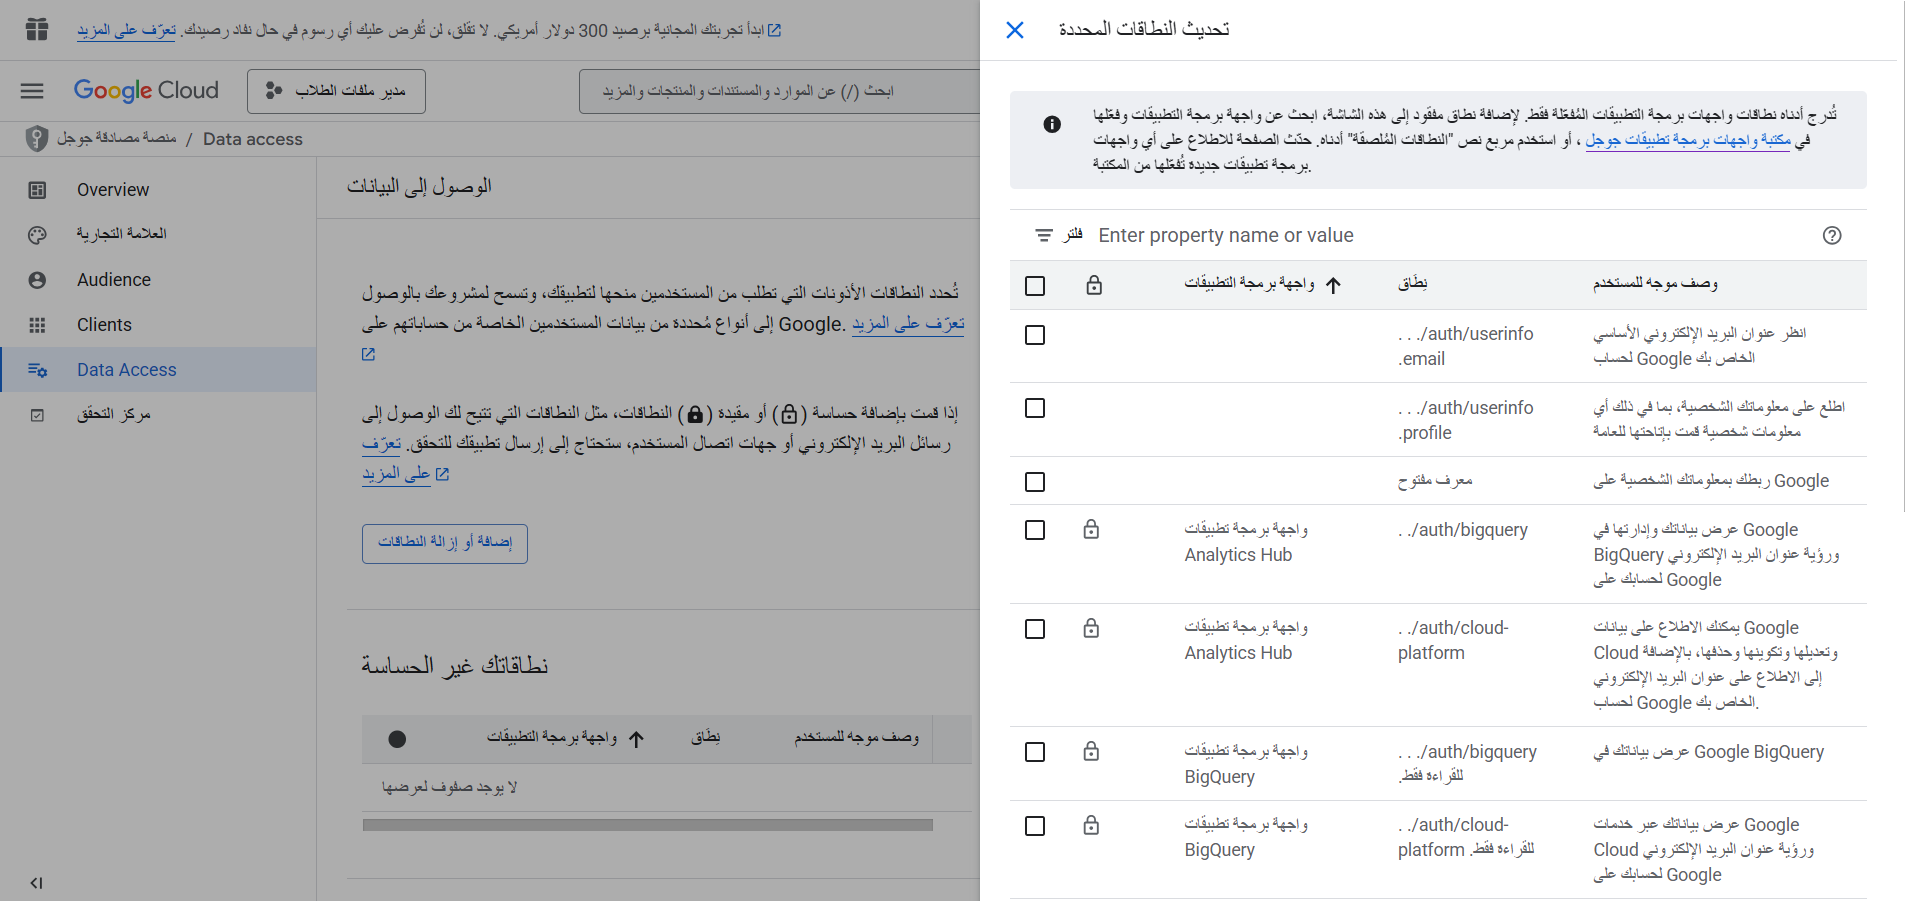 ابدأ تجربتك المجانية برصيد 300 دولار أمريكي. لا تقلق، لن تُفرض عليك أي رسوم في حال نفاد رصيدك. تعرّف على المزيد
Google Cloud
مدير ملفات الطلاب
ابحث (/) عن الموارد والمستندات والمنتجات والمزيد
منصة مصادقة جوجل / Data access
Overview
العلامة التجارية
Audience
Clients
Data Access
مركز التحقق
الوصول إلى البيانات
تُحدد النطاقات الأذونات التي تطلب من المستخدمين منحها لتطبيقك، وتسمح لمشروعك بالوصول
إلى أنواع مُحددة من بيانات المستخدمين الخاصة من حساباتهم على Google. تعرّف على المزيد
إذا قمت بإضافة حساسة () أو مقيدة () النطاقات، مثل النطاقات التي تتيح لك الوصول إلى
رسائل البريد الإلكتروني أو جهات اتصال المستخدم، ستحتاج إلى إرسال تطبيقك للتحقق. تعرّف
على المزيد
إضافة أو إزالة النطاقات
نطاقاتك غير الحساسة
واجهة برمجة التطبيقات نِطَاق وصف موجه للمستخدم
لا يوجد صفوف لعرضها
تحديث النطاقات المحددة
تُدرج أدناه نطاقات واجهات برمجة التطبيقات المُفعّلة فقط. لإضافة نطاق مفقود إلى هذه الشاشة، ابحث عن واجهة برمجة التطبيقات وفعّلها
في مكتبة واجهات برمجة تطبيقات جوجل ، أو استخدم مربع نص "النطاقات المُلصقة" أدناه. حدّث الصفحة للاطلاع على أي واجهات
برمجة تطبيقات جديدة تُفعّلها من المكتبة.
فلتر Enter property name or value
واجهة برمجة التطبيقات نِطَاق وصف موجه للمستخدم
. . ./auth/userinfo
.email
انظر عنوان البريد الإلكتروني الأساسي
لحساب Google الخاص بك
. . ./auth/userinfo
.profile
اطلع على معلوماتك الشخصية، بما في ذلك أي
معلومات شخصية قمت بإتاحتها للعامة
معرف مفتوح
ربطك بمعلوماتك الشخصية على Google
واجهة برمجة تطبيقات
Analytics Hub
. ./auth/bigquery
عرض بياناتك وإدارتها في Google
BigQuery ورؤية عنوان البريد الإلكتروني
لحسابك على Google
واجهة برمجة تطبيقات
Analytics Hub
. ./auth/cloud-
platform
يمكنك الاطلاع على بيانات Google
Cloud وتعديلها وتكوينها وحذفها، بالإضافة
إلى الاطلاع على عنوان البريد الإلكتروني
لحساب Google الخاص بك.
واجهة برمجة تطبيقات
BigQuery
. . ./auth/bigquery
.للقراءة فقط
عرض بياناتك في Google BigQuery
واجهة برمجة تطبيقات
BigQuery
. ./auth/cloud-
platform .للقراءة فقط
عرض بياناتك عبر خدمات Google
Cloud ورؤية عنوان البريد الإلكتروني
لحسابك على Google